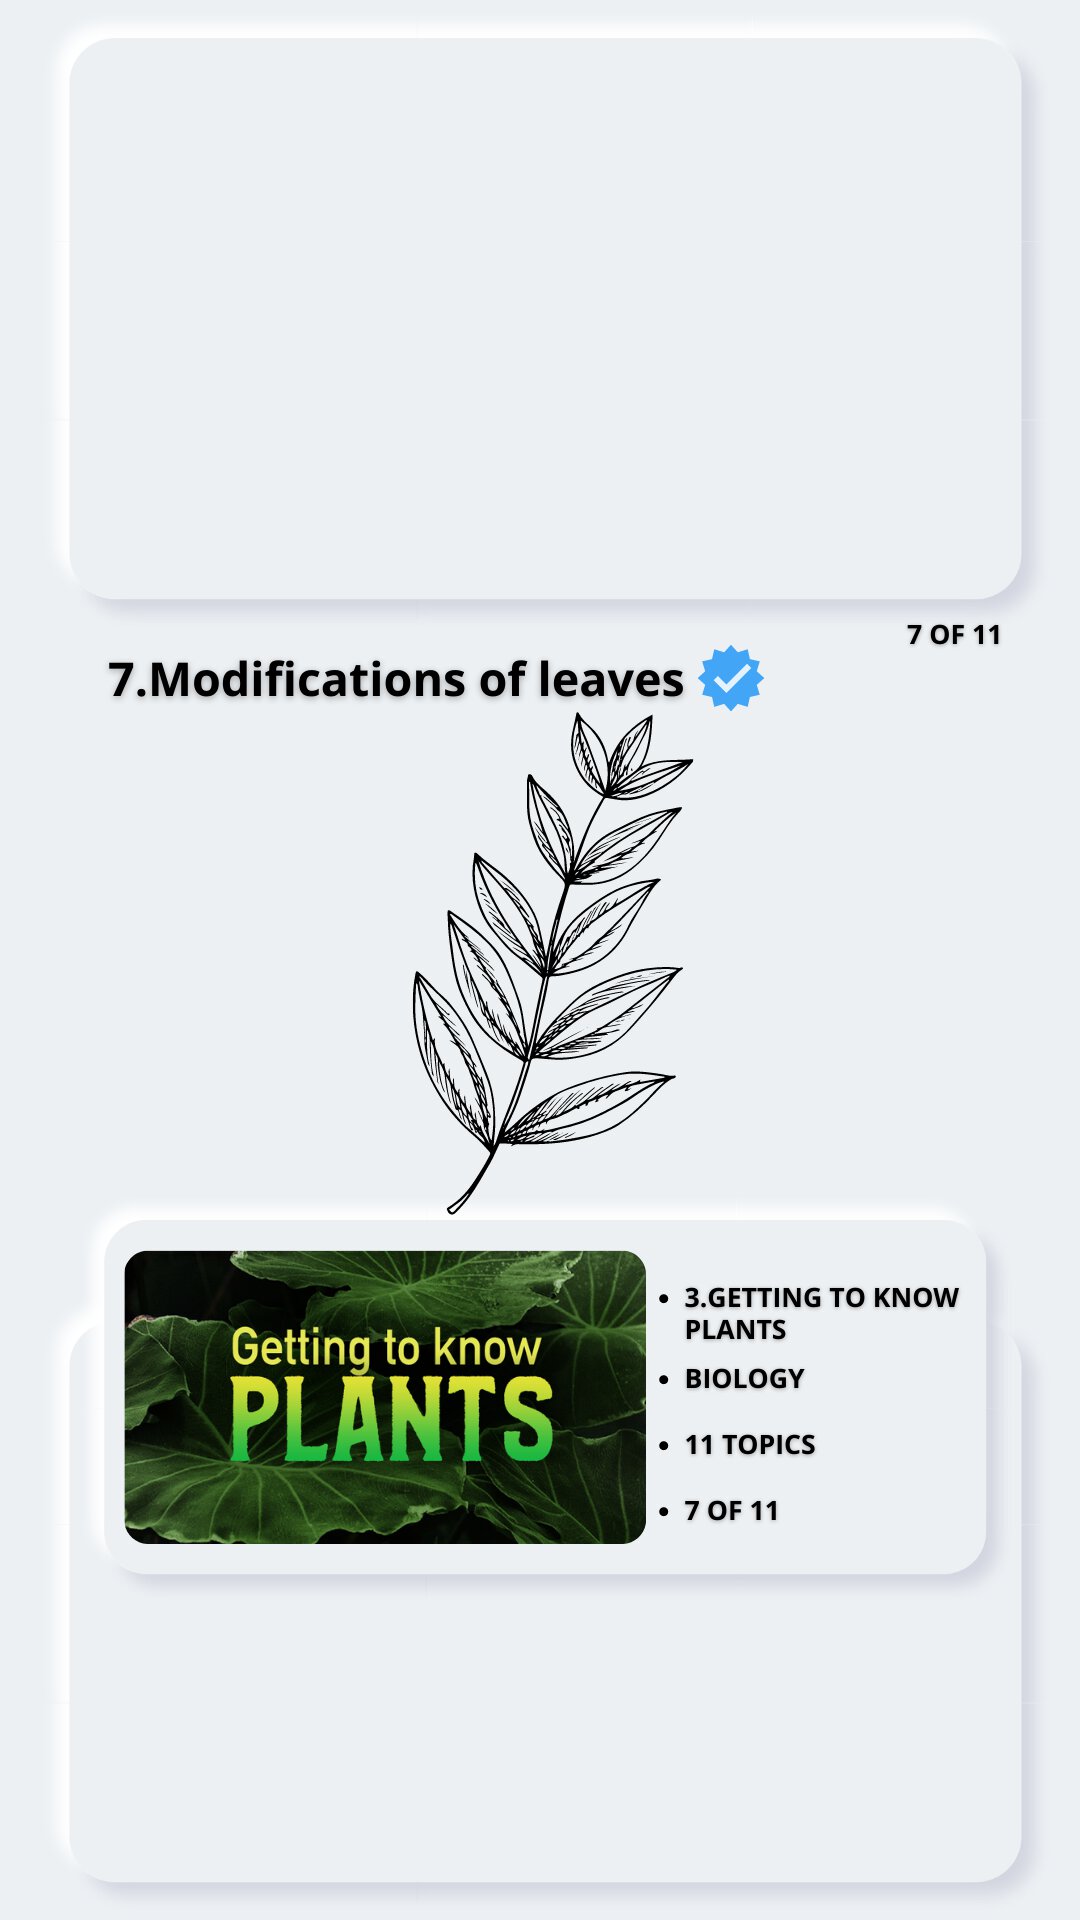 7 OF 11
7.Modifications of leaves
Getting to know
PLANTS
• 3.GETTING TO KNOW
PLANTS
• BIOLOGY
• 11 TOPICS
• 7 OF 11